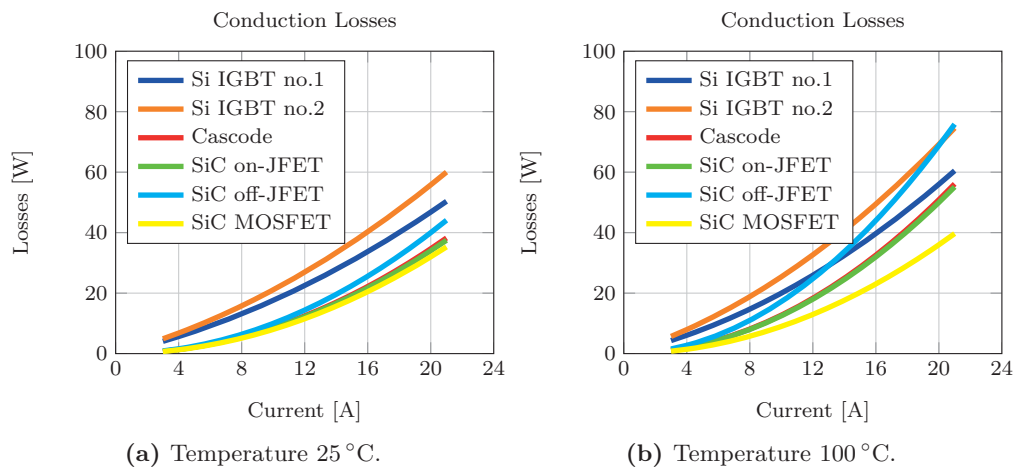 Conduction Losses
100
80
60
40
20
0
0 4 8 12 16 20 24
Losses [W]
Current [A]
Si IGBT no.1
Si IGBT no.2
Cascode
SiC on-JFET
SiC off-JFET
SiC MOSFET
(a) Temperature 25 °C.
Conduction Losses
100
80
60
40
20
0
0 4 8 12 16 20 24
Losses [W]
Current [A]
Si IGBT no.1
Si IGBT no.2
Cascode
SiC on-JFET
SiC off-JFET
SiC MOSFET
(b) Temperature 100 °C.